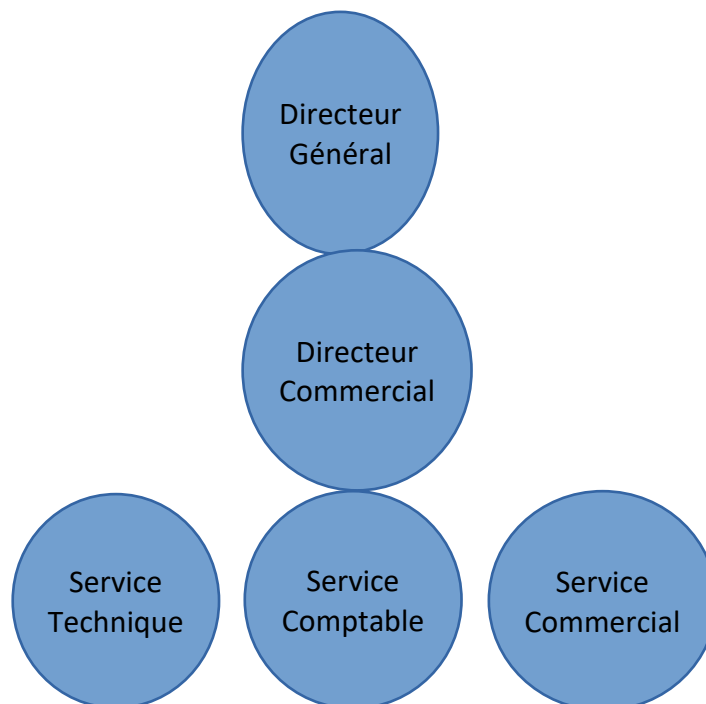 Directeur
Général
Directeur
Commercial
Service
Technique
Service
Comptable
Service
Commercial